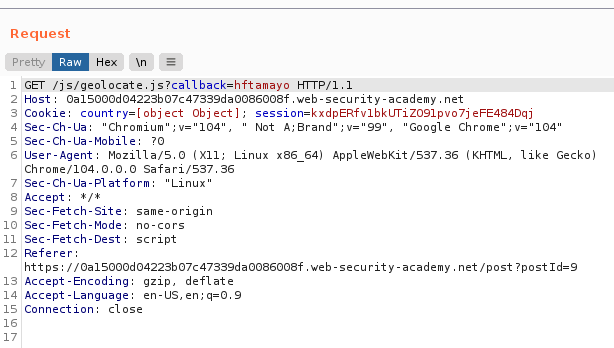 Request
Pretty Raw Hex \n ≡
1 GET /js/geolocate.js?callback=hftamayo HTTP/1.1
2 Host: 0a15000d04223b07c47339da0086008f.web-security-academy.net
3 Cookie: country=[object Object]; session=kxdpERfv1bkUTiZO91pvo7jeFE484Dqj
4 Sec-Ch-Ua: "Chromium";v="104", " Not A;Brand";v="99", "Google Chrome";v="104"
5 Sec-Ch-Ua-Mobile: ?0
6 User-Agent: Mozilla/5.0 (X11; Linux x86_64) AppleWebKit/537.36 (KHTML, like Gecko)
Chrome/104.0.0.0 Safari/537.36
7 Sec-Ch-Ua-Platform: "Linux"
8 Accept: */*
9 Sec-Fetch-Site: same-origin
10 Sec-Fetch-Mode: no-cors
11 Sec-Fetch-Dest: script
12 Referer:
https://0a15000d04223b07c47339da0086008f.web-security-academy.net/post?postId=9
13 Accept-Encoding: gzip, deflate
14 Accept-Language: en-US,en;q=0.9
15 Connection: close
16
17